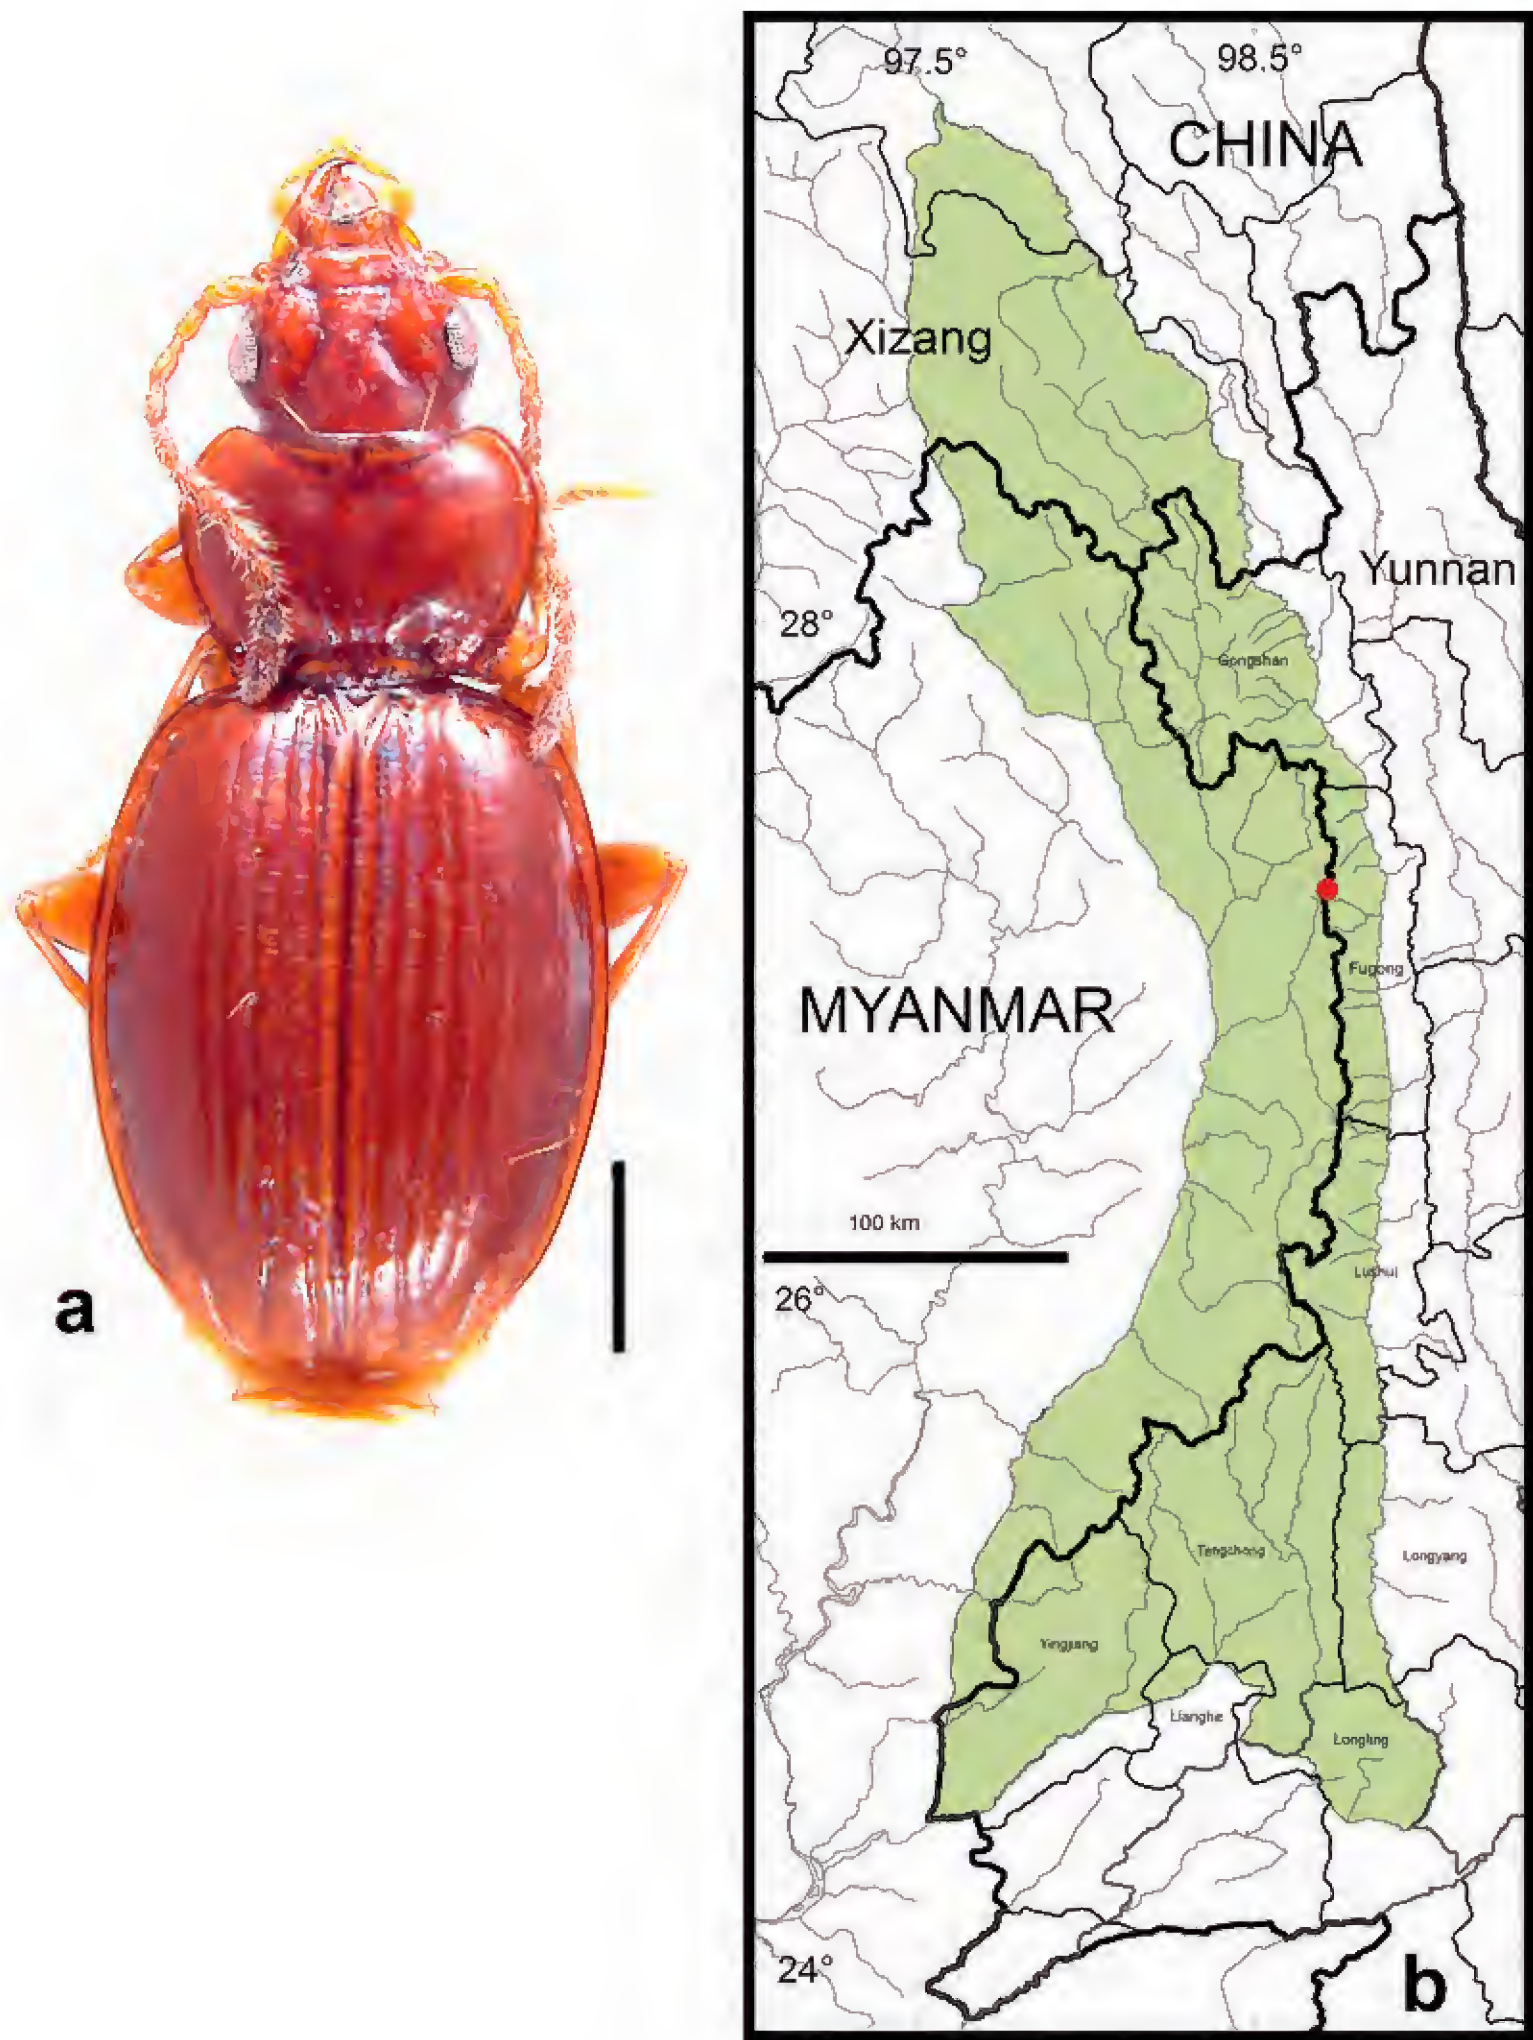 97.5°
98.5°
CHINA
Xizang
Yunnan
28°
Gongshan
Fugong
MYANMAR
100 km
Lushui
26°
Tengchong
Longyang
Yingjiang
Lianghe
Longling
24°
a
b